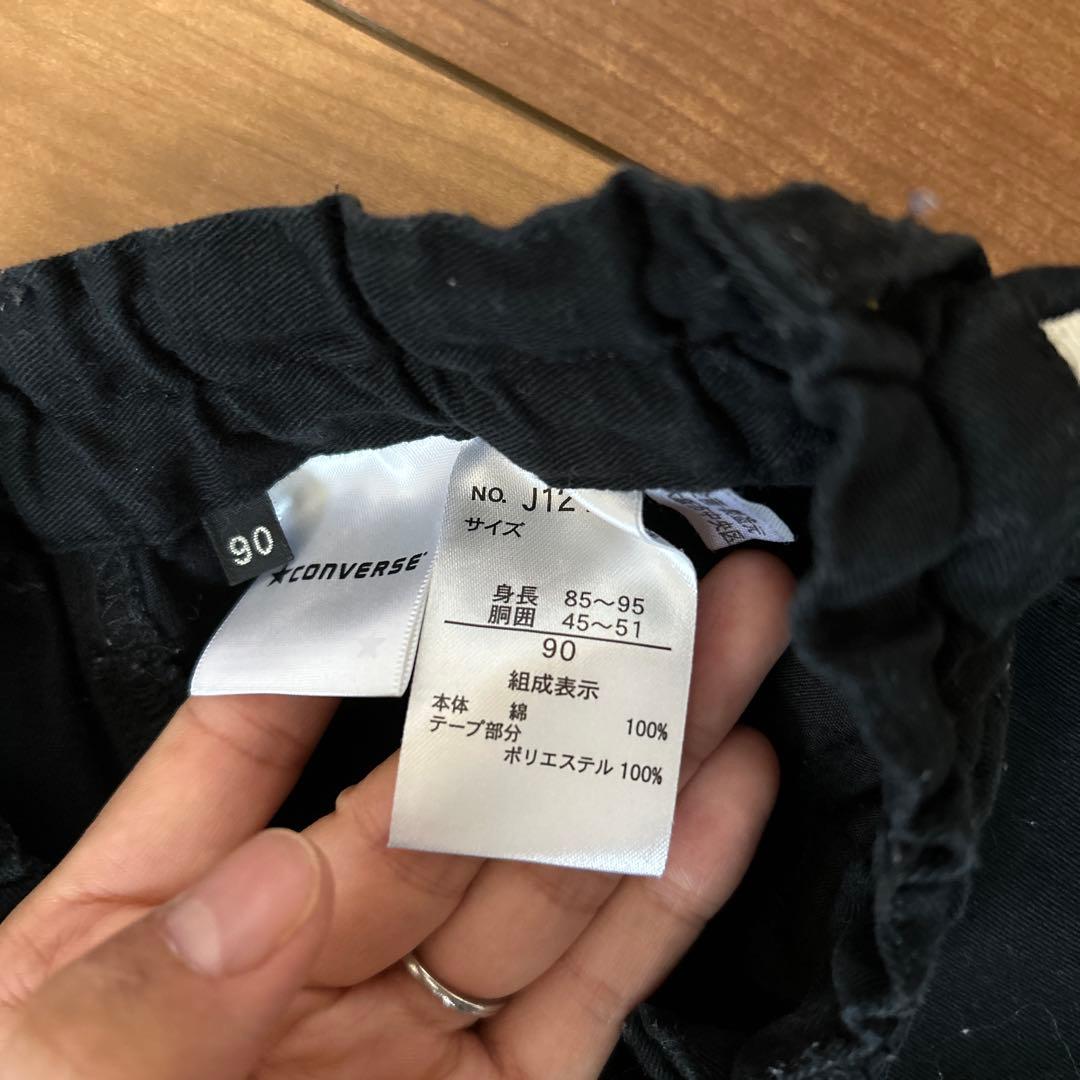 90
CONVERSE
NO. J12
サイズ
身長 85〜95
胴囲 45〜51
90
組成表示
本体 綿 100%
テープ部分
ポリエステル 100%